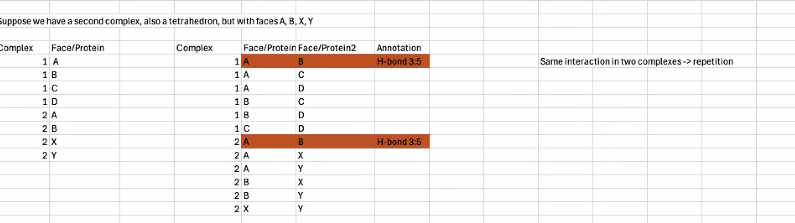 Suppose we have a second complex, also a tetrahedron, but with faces A, B, X, Y
Complex Face/Protein Complex Face/Protein Face/Protein2 Annotation
1 A 1 A B H-bond 3:5 Same interaction in two complexes -> repetition
1 B 1 A C
1 C 1 A D
1 D 1 B C
2 A 1 B D
2 B 1 C D
2 X 2 A B H-bond 3:5
2 Y 2 A X
2 A Y
2 B X
2 B Y
2 X Y